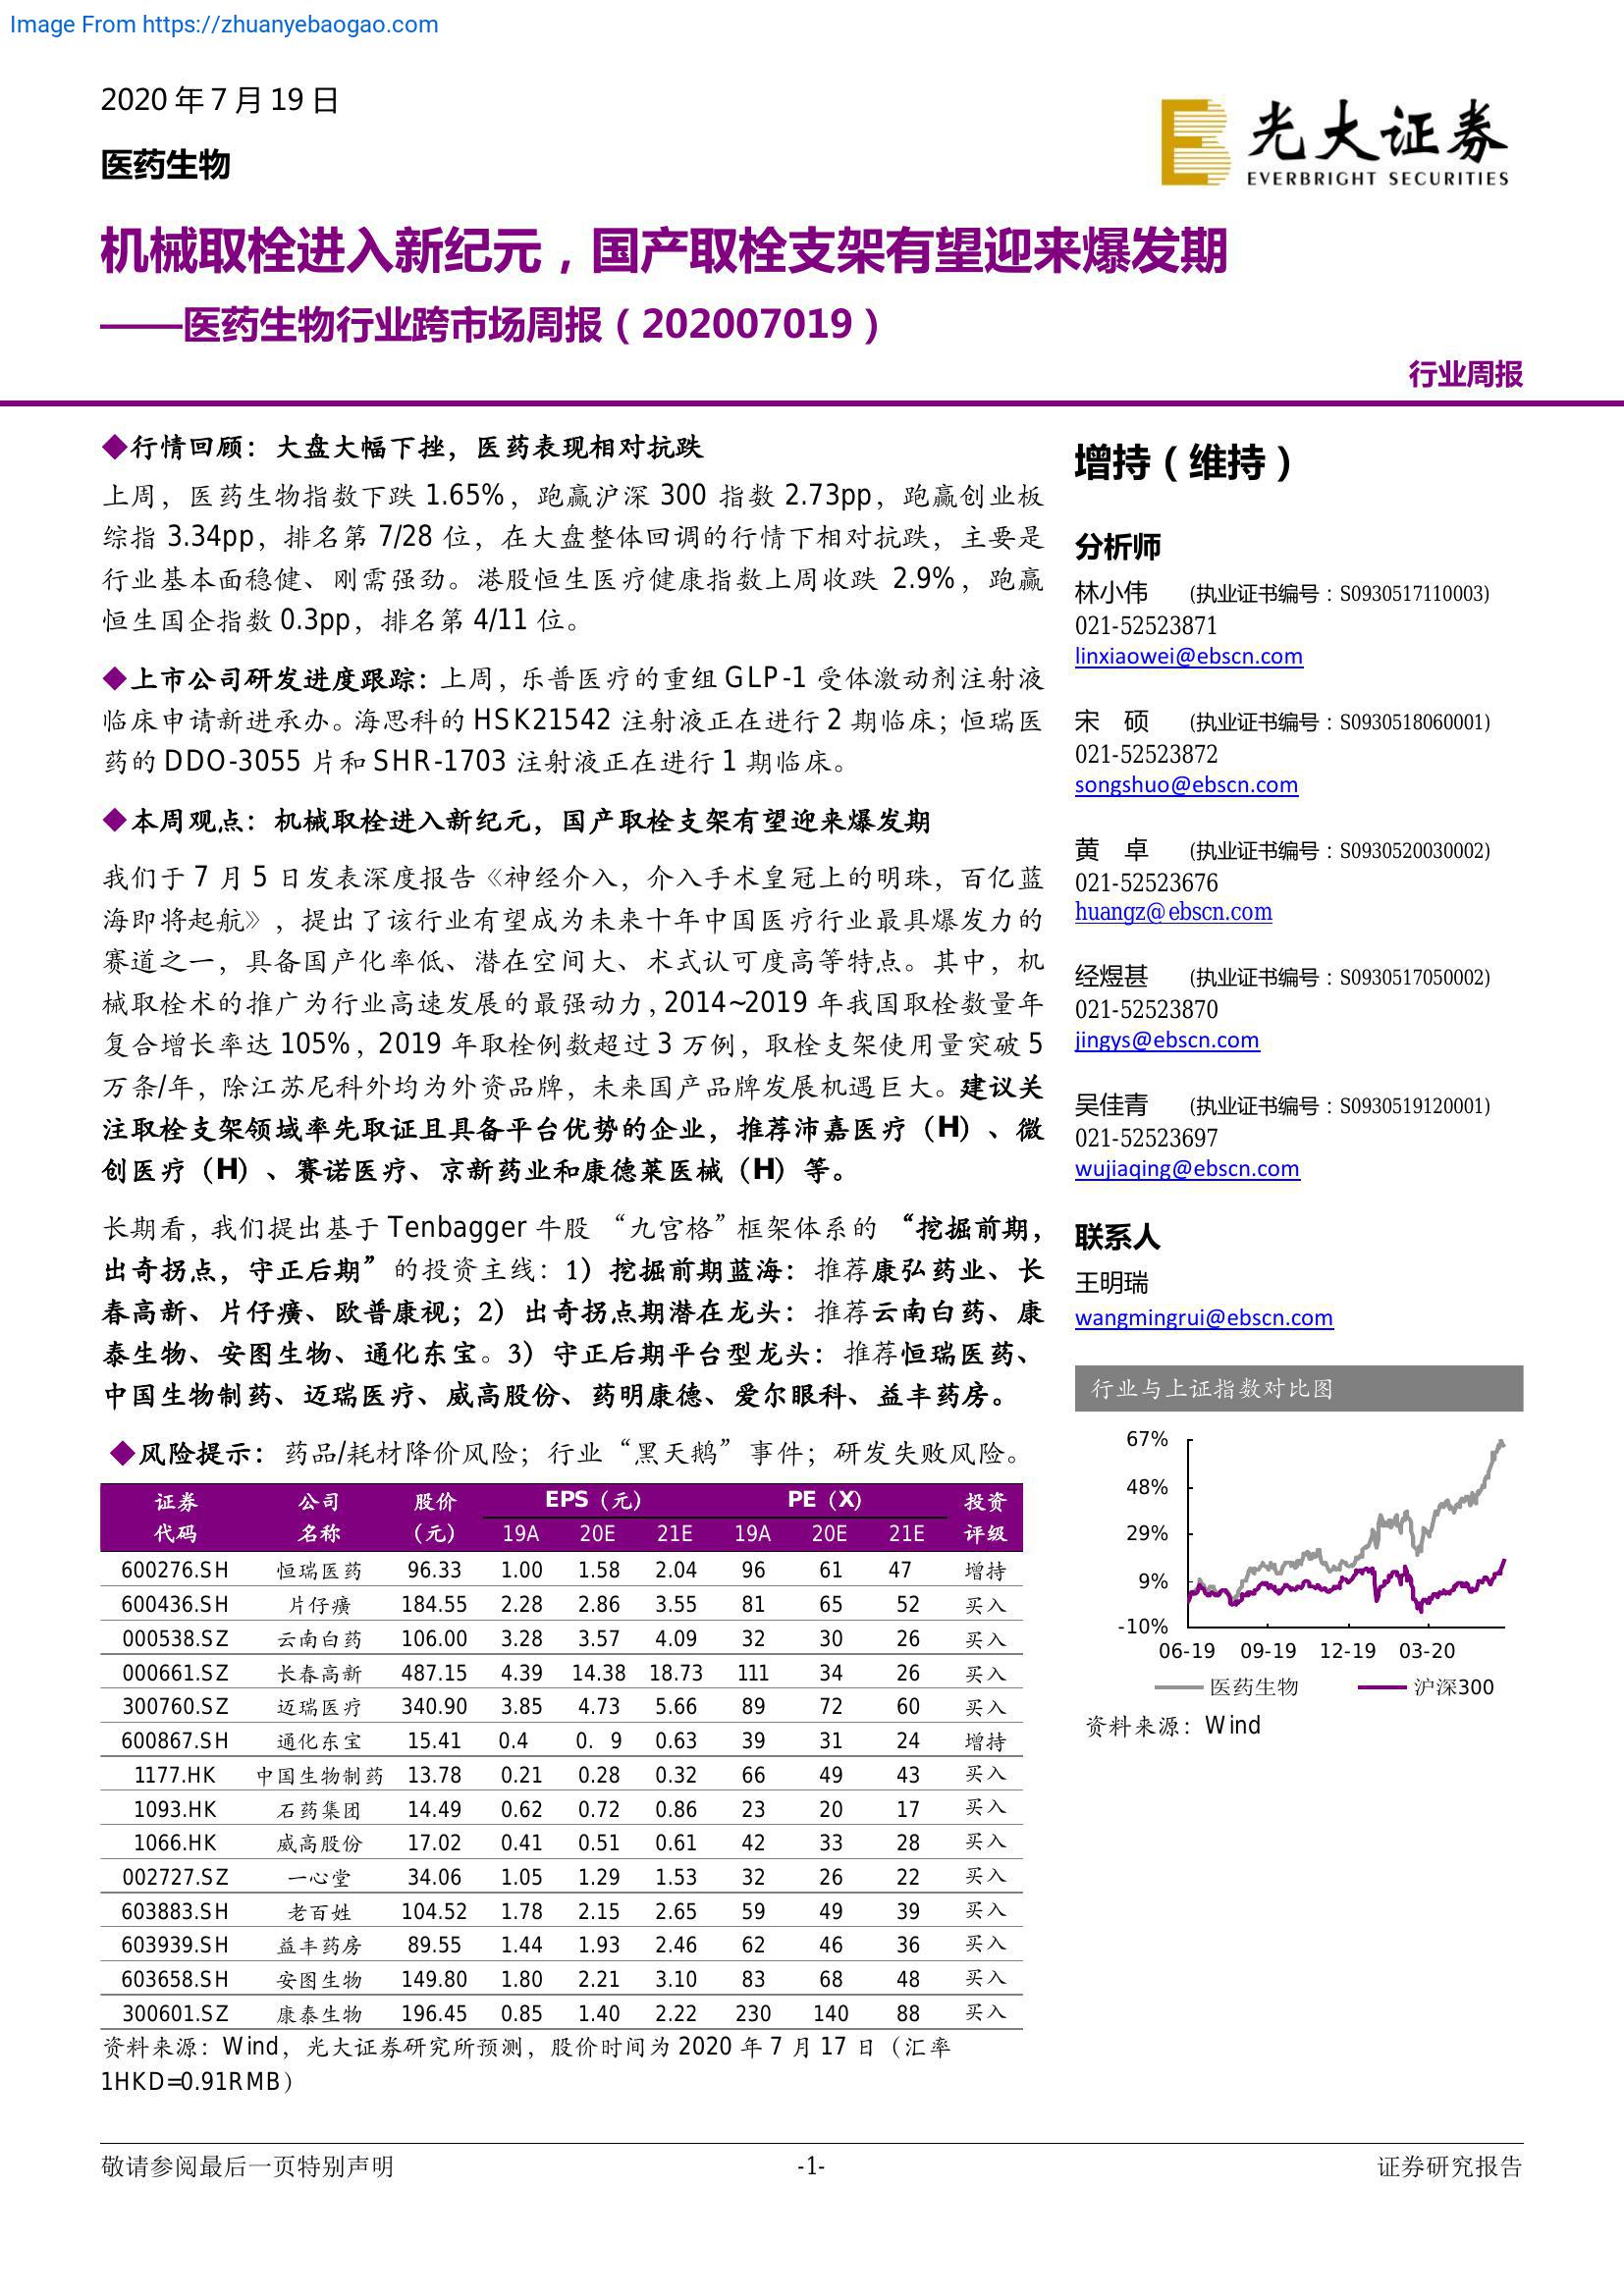 Image From https://zhuanyebaogao.com
2020 年 7 月 19 日
医药生物
光大证券
EVERBRIGHT SECURITIES
机械取栓进入新纪元，国产取栓支架有望迎来爆发期
——医药生物行业跨市场周报（202007019）
行业周报
◆行情回顾：大盘大幅下挫，医药表现相对抗跌
上周，医药生物指数下跌 1.65%，跑赢沪深 300 指数 2.73pp，跑赢创业板
综指 3.34pp，排名第 7/28 位，在大盘整体回调的行情下相对抗跌，主要是
行业基本面稳健、刚需强劲。港股恒生医疗健康指数上周收跌 2.9%，跑赢
恒生国企指数 0.3pp，排名第 4/11 位。
◆上市公司研发进度跟踪：上周，乐普医疗的重组 GLP-1 受体激动剂注射液
临床申请新进承办。海思科的 HSK21542 注射液正在进行 2 期临床；恒瑞医
药的 DDO-3055 片和 SHR-1703 注射液正在进行 1 期临床。
◆本周观点：机械取栓进入新纪元，国产取栓支架有望迎来爆发期
我们于 7 月 5 日发表深度报告《神经介入，介入手术皇冠上的明珠，百亿蓝
海即将起航》，提出了该行业有望成为未来十年中国医疗行业最具爆发力的
赛道之一，具备国产化率低、潜在空间大、术式认可度高等特点。其中，机
械取栓术的推广为行业高速发展的最强动力，2014~2019 年我国取栓数量年
复合增长率达 105%，2019 年取栓例数超过 3 万例，取栓支架使用量突破 5
万条/年，除江苏尼科外均为外资品牌，未来国产品牌发展机遇巨大。建议关
注取栓支架领域率先取证且具备平台优势的企业，推荐沛嘉医疗（H）、微
创医疗（H）、赛诺医疗、京新药业和康德莱医械（H）等。
长期看，我们提出基于 Tenbagger 牛股 “九宫格”框架体系的 “挖掘前期，
出奇拐点，守正后期”的投资主线：1）挖掘前期蓝海：推荐康弘药业、长
春高新、片仔癀、欧普康视；2）出奇拐点期潜在龙头：推荐云南白药、康
泰生物、安图生物、通化东宝。3）守正后期平台型龙头：推荐恒瑞医药、
中国生物制药、迈瑞医疗、威高股份、药明康德、爱尔眼科、益丰药房。
◆风险提示：药品/耗材降价风险；行业“黑天鹅”事件；研发失败风险。
证券 公司 股价 EPS（元） PE（X） 投资
代码 名称 （元） 19A 20E 21E 19A 20E 21E 评级
600276.SH 恒瑞医药 96.33 1.00 1.58 2.04 96 61 47 增持
600436.SH 片仔癀 184.55 2.28 2.86 3.55 81 65 52 买入
000538.SZ 云南白药 106.00 3.28 3.57 4.09 32 30 26 买入
000661.SZ 长春高新 487.15 4.39 14.38 18.73 111 34 26 买入
300760.SZ 迈瑞医疗 340.90 3.85 4.73 5.66 89 72 60 买入
600867.SH 通化东宝 15.41 0.4 0. 9 0.63 39 31 24 增持
1177.HK 中国生物制药 13.78 0.21 0.28 0.32 66 49 43 买入
1093.HK 石药集团 14.49 0.62 0.72 0.86 23 20 17 买入
1066.HK 威高股份 17.02 0.41 0.51 0.61 42 33 28 买入
002727.SZ 一心堂 34.06 1.05 1.29 1.53 32 26 22 买入
603883.SH 老百姓 104.52 1.78 2.15 2.65 59 49 39 买入
603939.SH 益丰药房 89.55 1.44 1.93 2.46 62 46 36 买入
603658.SH 安图生物 149.80 1.80 2.21 3.10 83 68 48 买入
300601.SZ 康泰生物 196.45 0.85 1.40 2.22 230 140 88 买入
资料来源：Wind，光大证券研究所预测，股价时间为 2020 年 7 月 17 日（汇率
1HKD=0.91RMB）
增持（维持）
分析师
林小伟 (执业证书编号：S0930517110003)
021-52523871
linxiaowei@ebscn.com
宋 硕 (执业证书编号：S0930518060001)
021-52523872
songshuo@ebscn.com
黄 卓 (执业证书编号：S0930520030002)
021-52523676
huangz@ebscn.com
经煜甚 (执业证书编号：S0930517050002)
021-52523870
jingys@ebscn.com
吴佳青 (执业证书编号：S0930519120001)
021-52523697
wujiaqing@ebscn.com
联系人
王明瑞
wangmingrui@ebscn.com
行业与上证指数对比图
67%
48%
29%
9%
-10%
06-19 09-19 12-19 03-20
医药生物 沪深300
资料来源：Wind
敬请参阅最后一页特别声明 -1- 证券研究报告